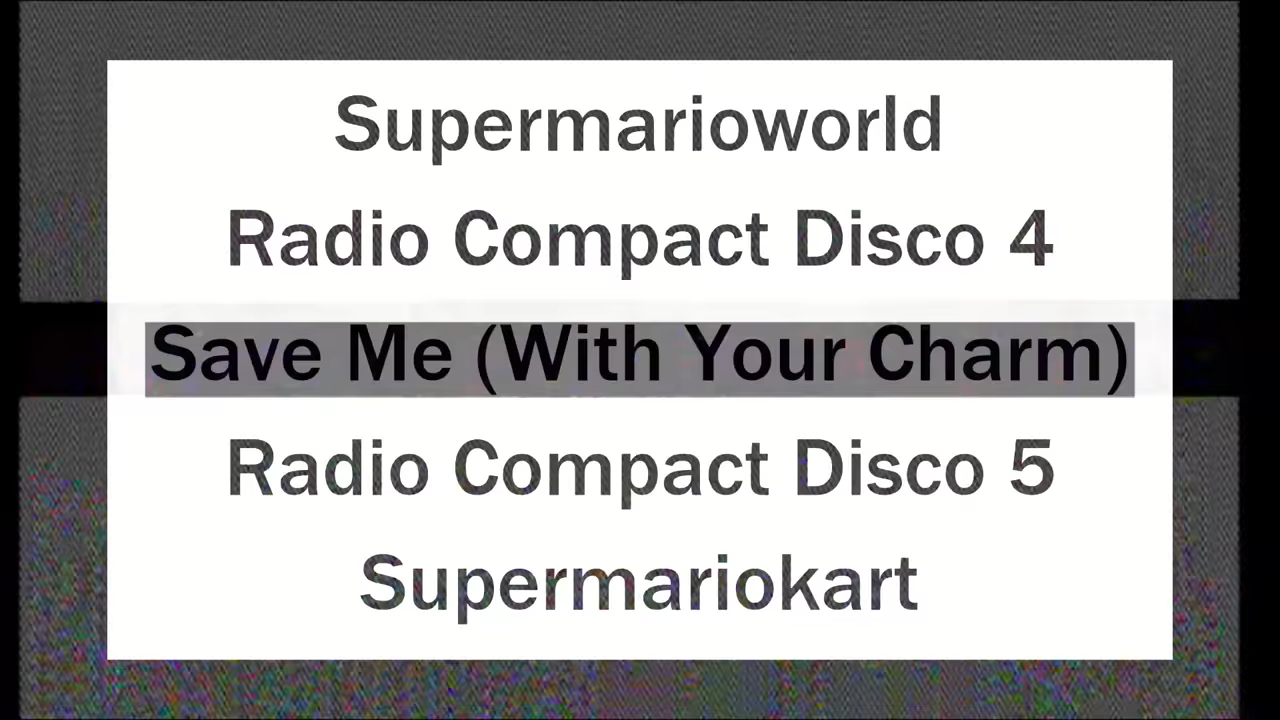 Supermarioworld
Radio Compact Disco 4
Save Me (With Your Charm)
Radio Compact Disco 5
Supermariokart